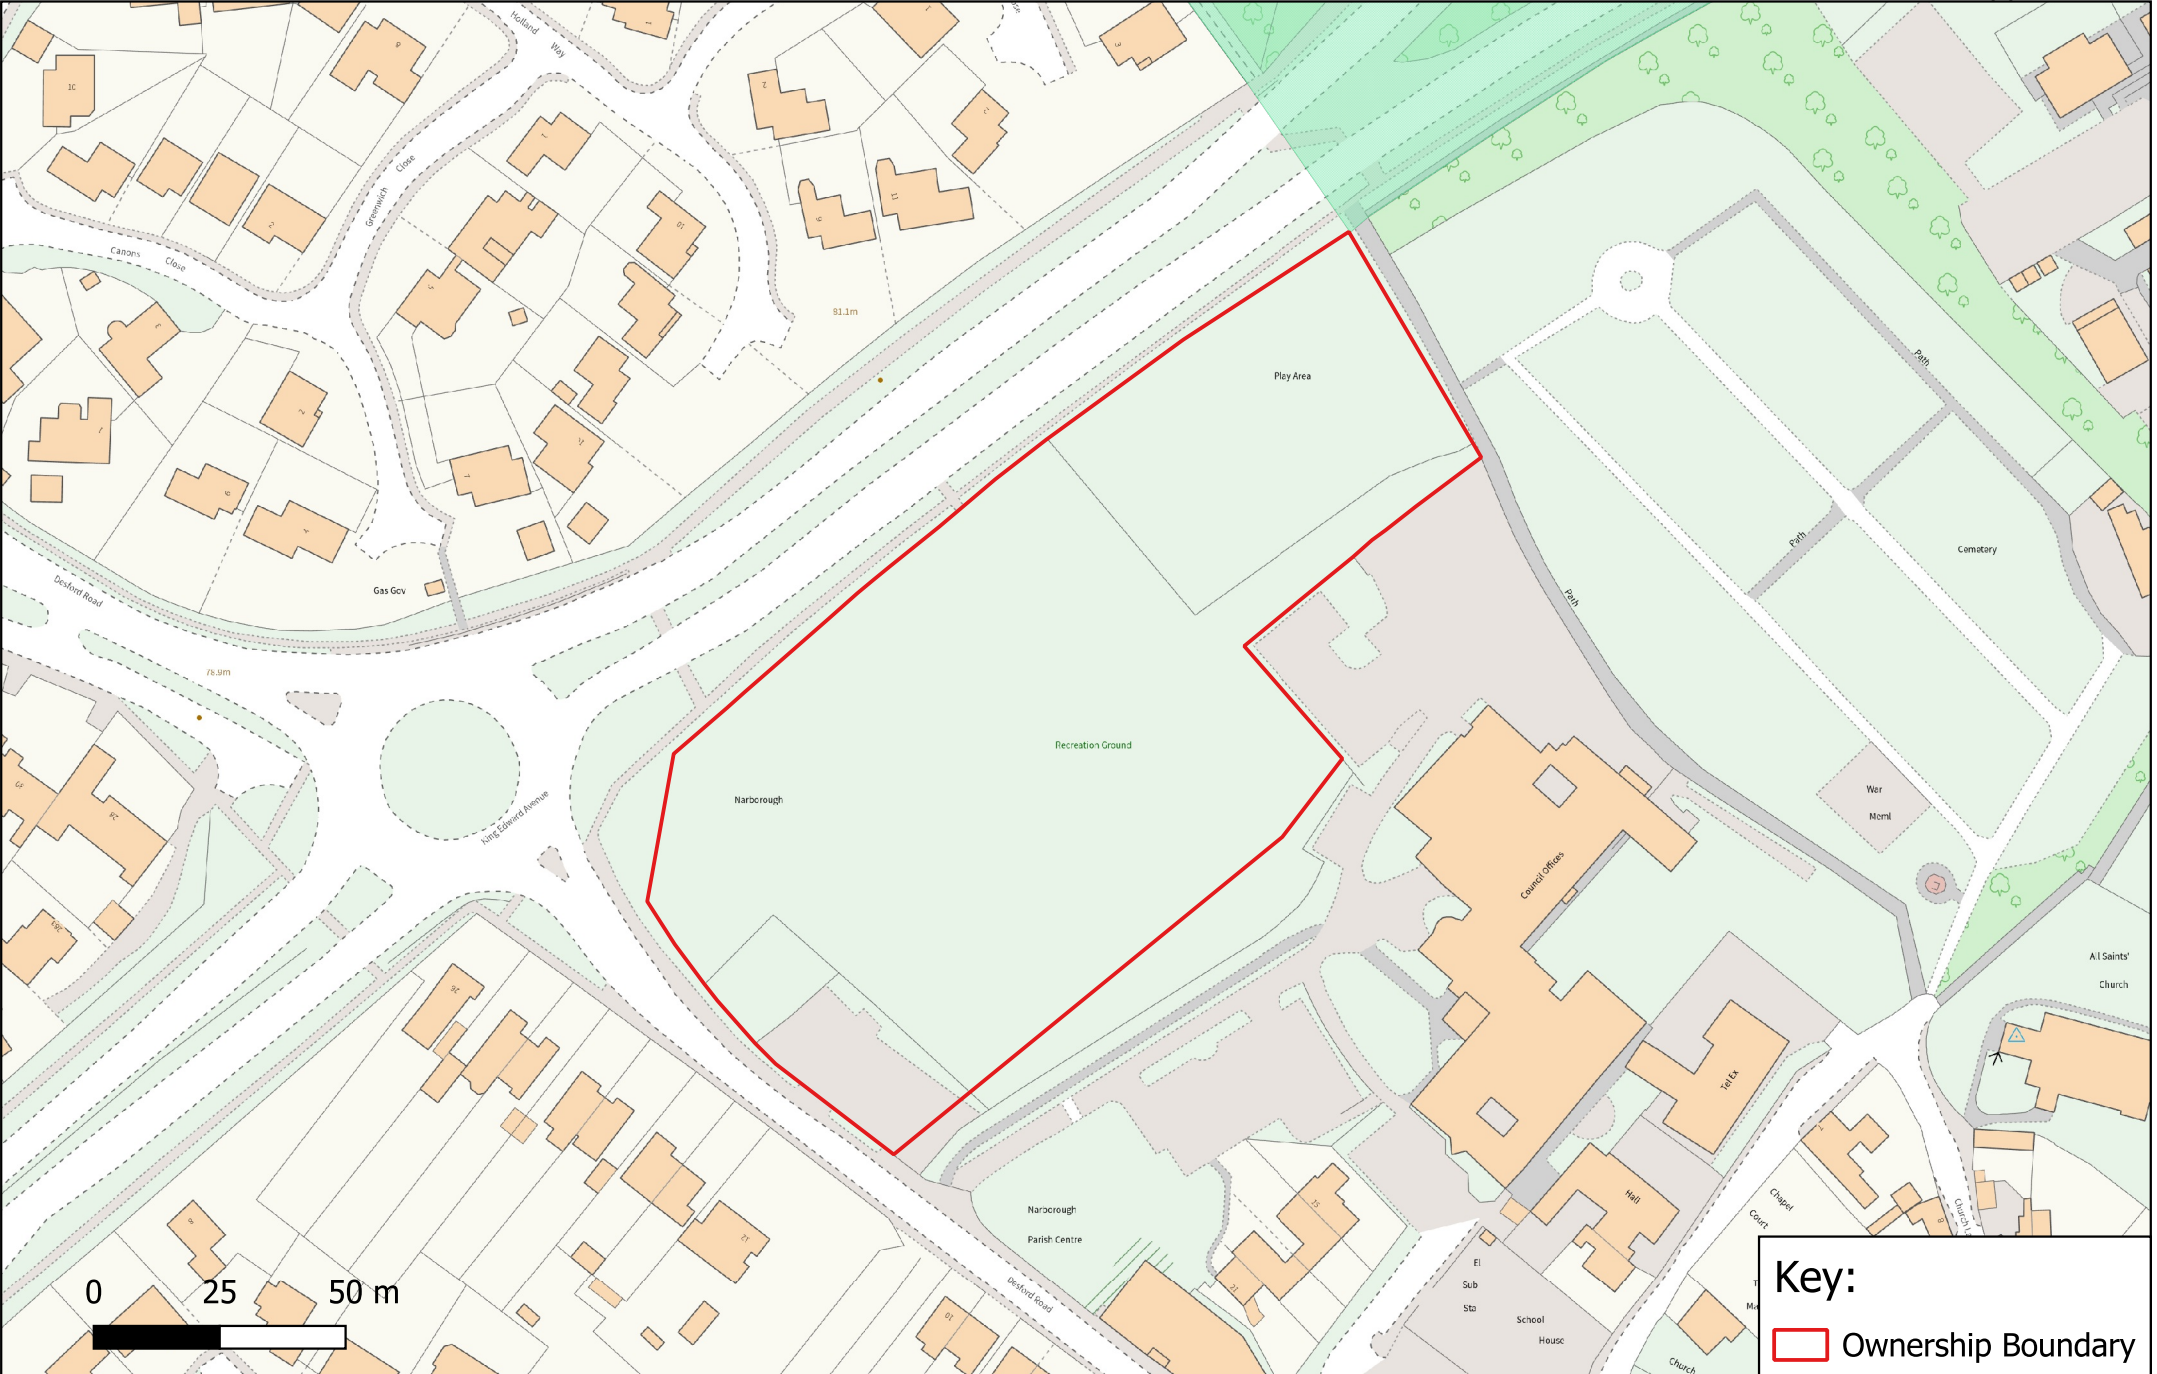 Holland
Way
Close
Greenwich
Canons
Close
81.1m
Play Area
Path
Desford Road
Gas Gov
Path
Cemetery
Path
78.9m
Recreation Ground
Narborough
King Edward Avenue
War
Meml
Council Offices
All Saints'
Church
Tel Ex
Narborough
Parish Centre
Hall
Chapel
Court
Desford Road
El
Sub
Sta
School
House
Church
0 25 50 m
Key:
Ownership Boundary